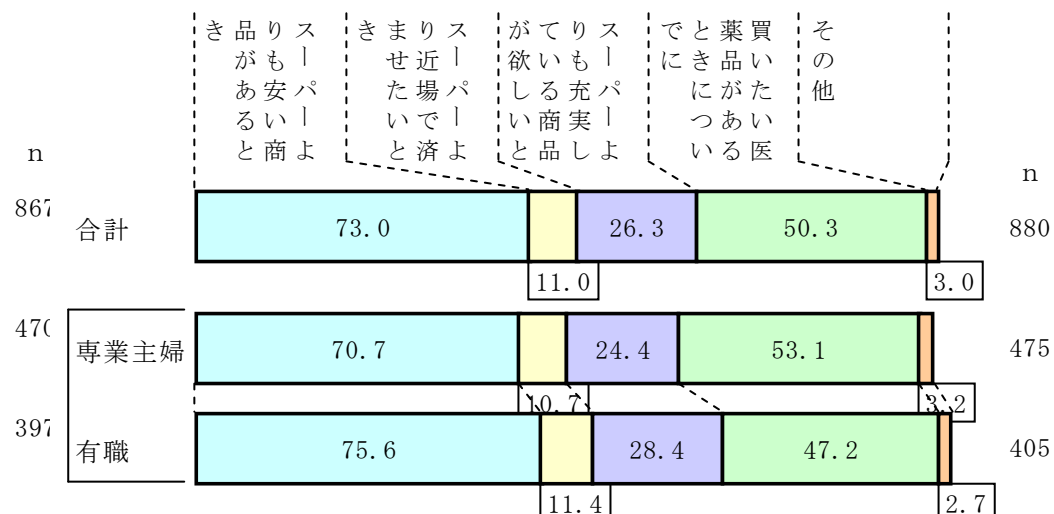 スーパーよ
りも安い商
品があると
き
スーパーよ
り近場で済
ませたいと
き
スーパーよ
りも充実し
ている商品
が欲しいと
買いたい医
薬品がある
ときについ
でに
その他
n
n
867
合計
73.0
26.3
50.3
880
11.0
3.0
470
専業主婦
70.7
24.4
53.1
475
10.7
3.2
397
有職
75.6
28.4
47.2
405
11.4
2.7